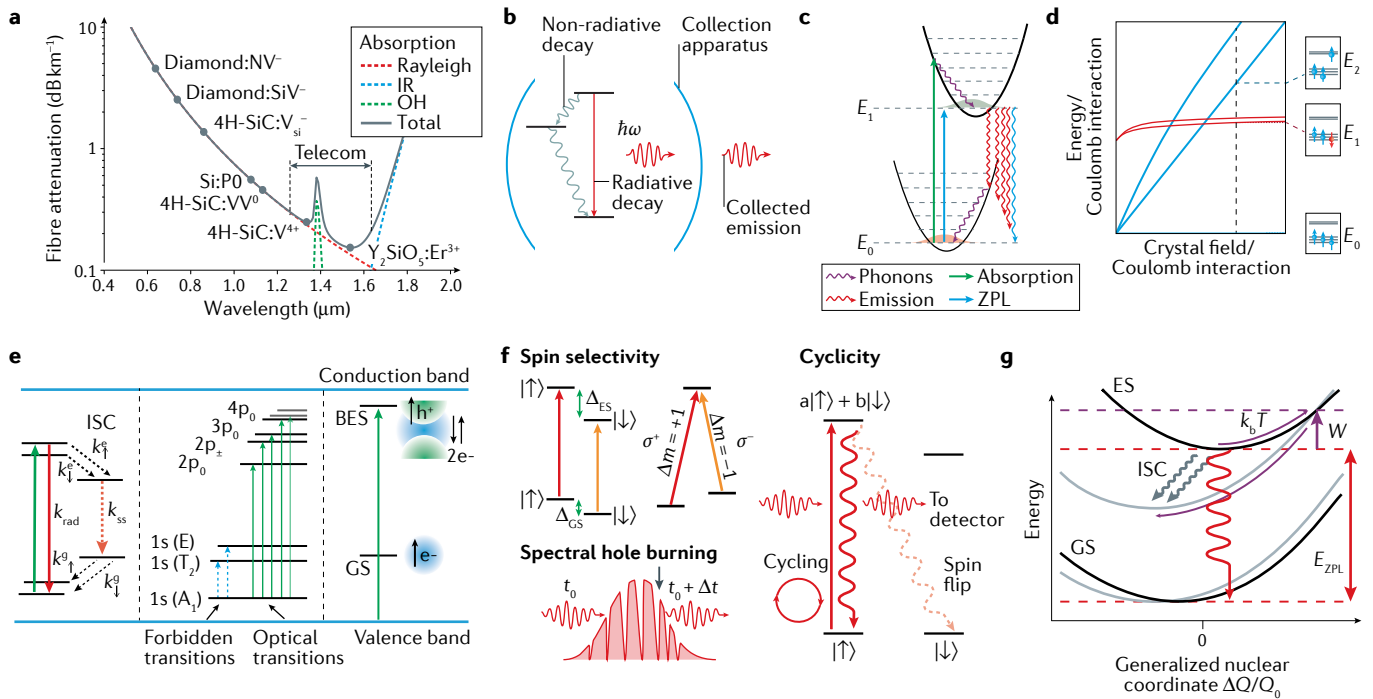 a
Fibre attenuation (dB km⁻¹)
10
1
0.1
0.4
0.6
0.8
1.0
1.2
1.4
1.6
1.8
2.0
Wavelength (μm)
Diamond:NV⁻
Diamond:SiV⁻
4H-SiC:V_si⁻
Telecom
Si:P0
4H-SiC:VV⁰
4H-SiC:V⁴⁺
Y₂SiO₅:Er³⁺
Absorption
Rayleigh
IR
OH
Total
b
Non-radiative
decay
Collection
apparatus
ħω
Radiative
decay
Collected
emission
c
E₁
E₀
Phonons
Absorption
Emission
ZPL
d
Energy/
Coulomb interaction
Crystal field/
Coulomb interaction
E₂
E₁
E₀
e
Conduction band
ISC
k↑ᵉ
k↓ᵉ
k_rad
k_ss
k↑ᵍ
k↓ᵍ
4p₀
3p₀
2p±
2p₀
1s (E)
1s (T₂)
1s (A₁)
BES
h⁺
2e-
e-
GS
Forbidden
transitions
Optical
transitions
Valence band
f
Spin selectivity
|↑⟩
Δ_ES
|↓⟩
|↑⟩
Δ_GS
|↓⟩
σ⁺
Δm = +1
Δm = −1
σ⁻
Spectral hole burning
t₀
t₀ + Δt
Cyclicity
a|↑⟩ + b|↓⟩
To
detector
Cycling
Spin
flip
|↑⟩
|↓⟩
g
Energy
ES
k_bT
W
ISC
GS
E_ZPL
0
Generalized nuclear
coordinate ΔQ/Q₀